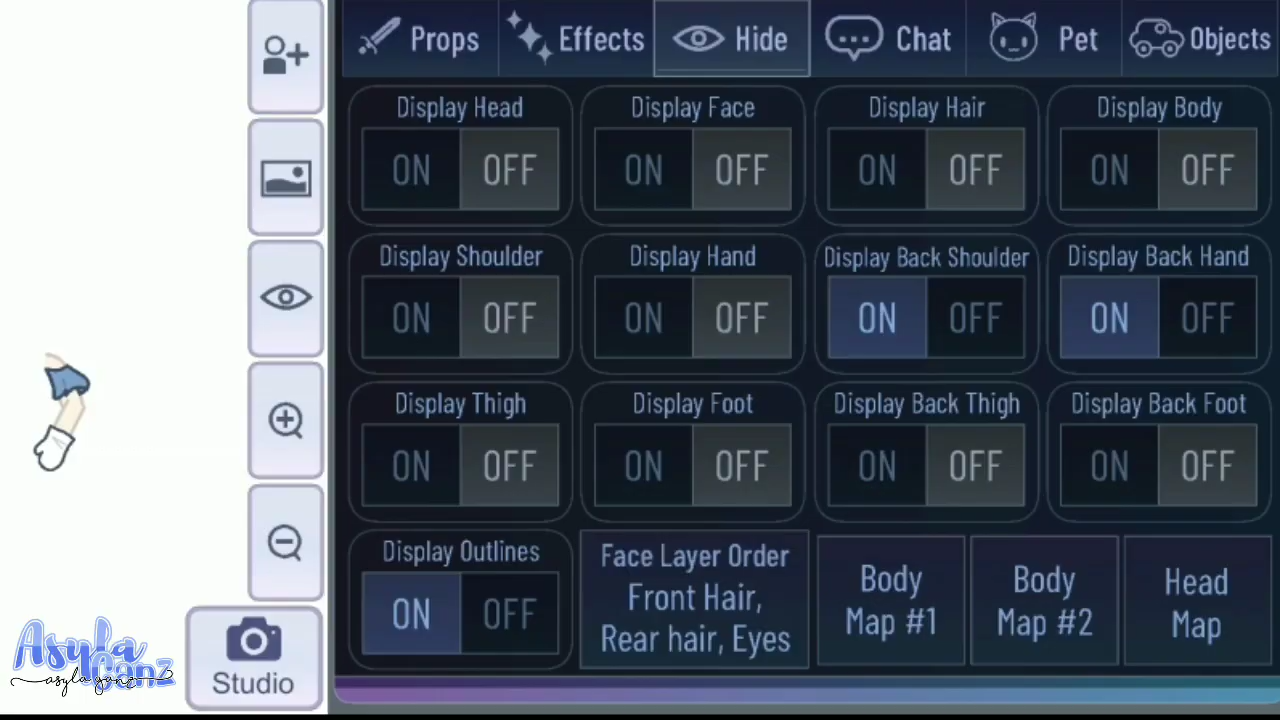 Props Effects Hide Chat Pet Objects
Display Head Display Face Display Hair Display Body
ON OFF ON OFF ON OFF ON OFF
Display Shoulder Display Hand Display Back Shoulder Display Back Hand
ON OFF ON OFF ON OFF ON OFF
Display Thigh Display Foot Display Back Thigh Display Back Foot
ON OFF ON OFF ON OFF ON OFF
Display Outlines
ON OFF
Face Layer Order
Front Hair,
Rear hair, Eyes
Body
Map #1
Body
Map #2
Head
Map
Studio
Asyla
Ganz
asyla ganz